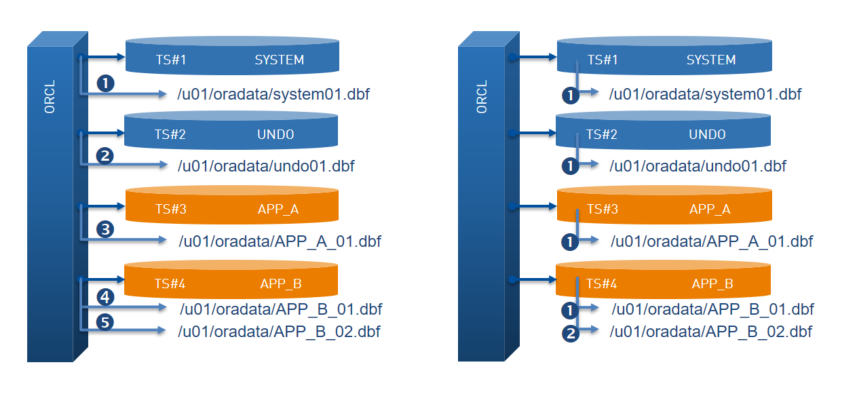 ORCL
TS#1 SYSTEM
1
/u01/oradata/system01.dbf
TS#2 UNDO
2
/u01/oradata/undo01.dbf
TS#3 APP_A
3
/u01/oradata/APP_A_01.dbf
TS#4 APP_B
4
/u01/oradata/APP_B_01.dbf
5
/u01/oradata/APP_B_02.dbf
ORCL
TS#1 SYSTEM
1
/u01/oradata/system01.dbf
TS#2 UNDO
1
/u01/oradata/undo01.dbf
TS#3 APP_A
1
/u01/oradata/APP_A_01.dbf
TS#4 APP_B
1
/u01/oradata/APP_B_01.dbf
2
/u01/oradata/APP_B_02.dbf